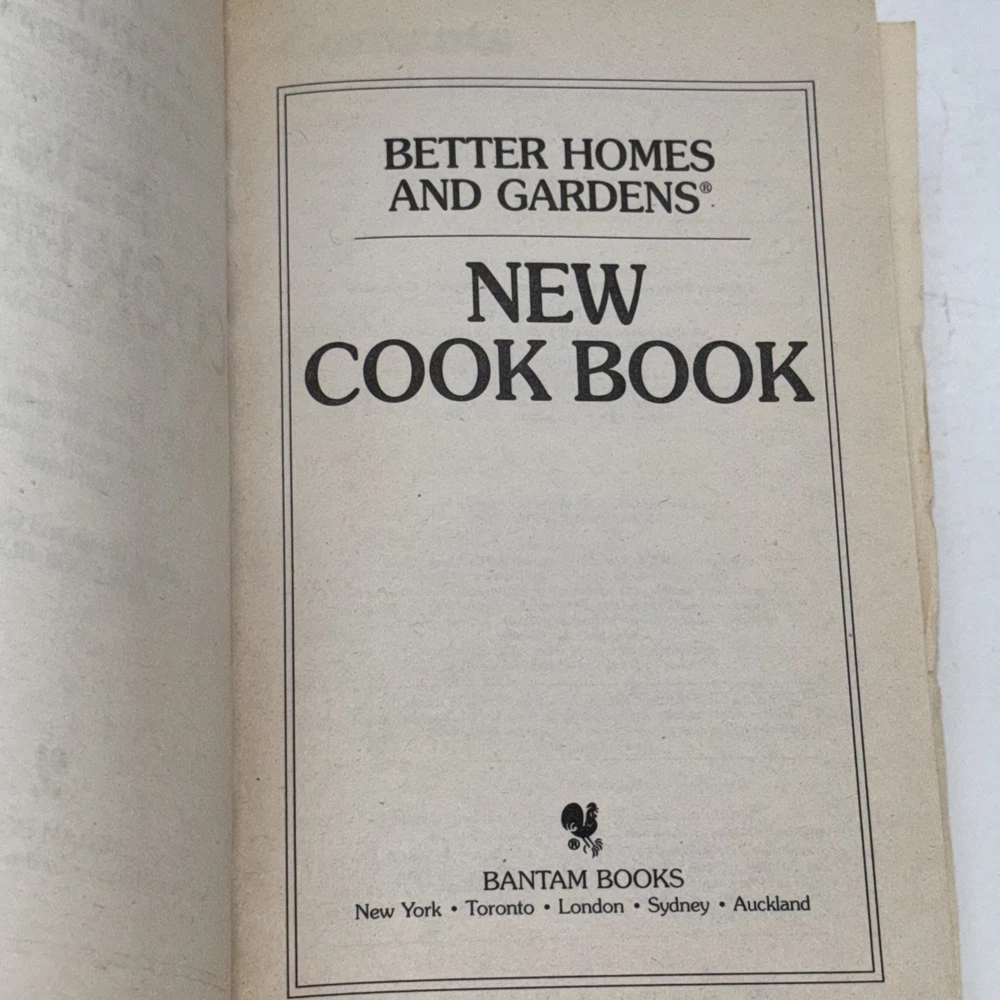 BETTER HOMES
AND GARDENS®
NEW
COOK BOOK
®
BANTAM BOOKS
New York • Toronto • London • Sydney • Auckland